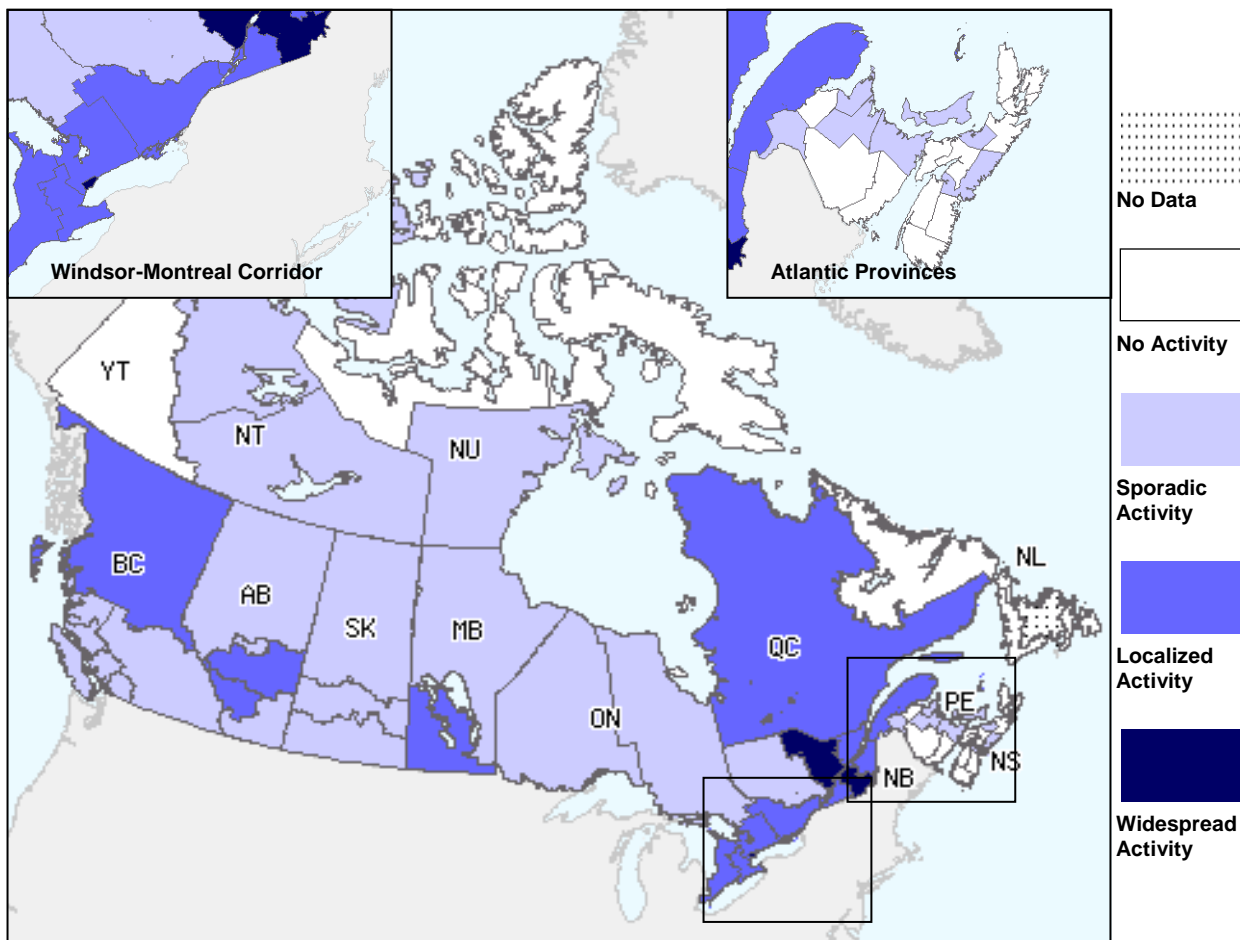 Windsor-Montreal Corridor
Atlantic Provinces
YT
NT
NU
BC
AB
SK
MB
ON
QC
NL
PE
NB
NS
No Data
No Activity
Sporadic
Activity
Localized
Activity
Widespread
Activity